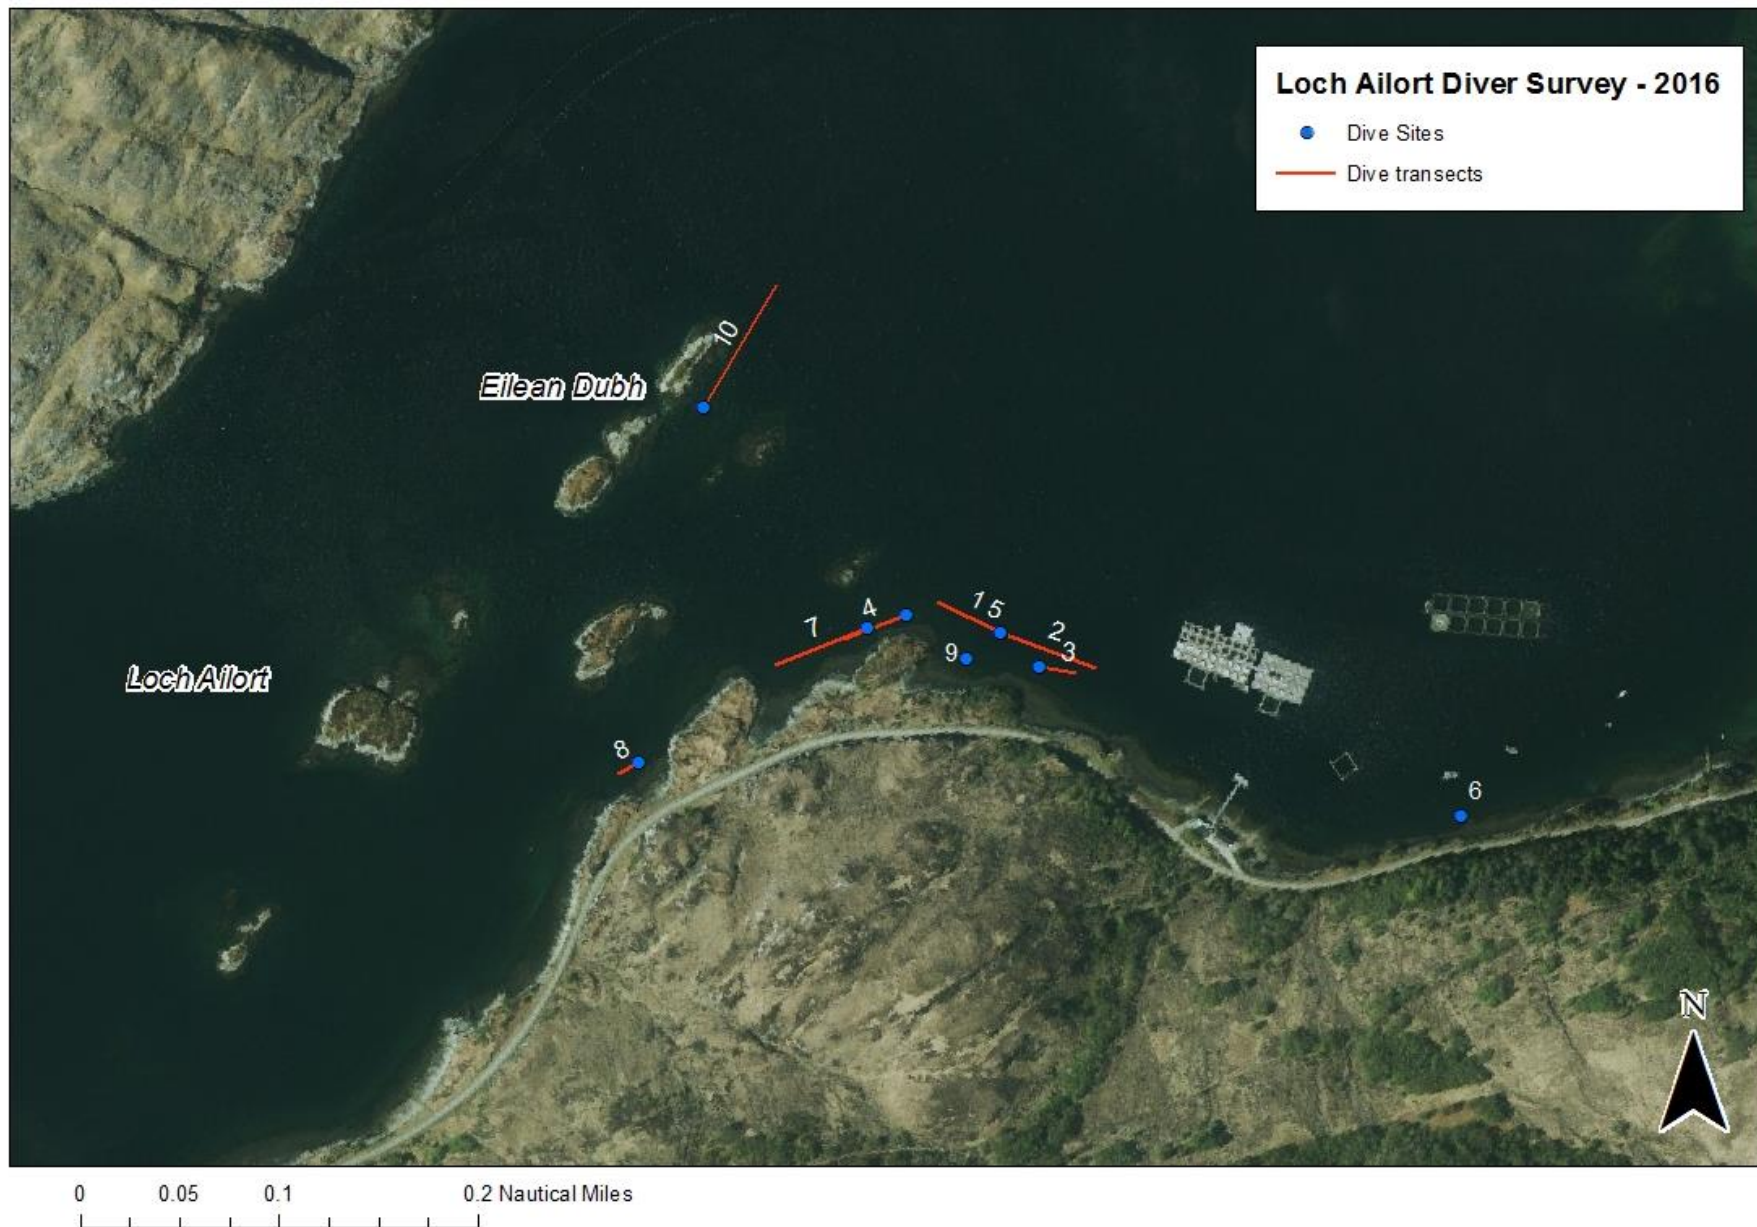 Loch Ailort Diver Survey - 2016
Dive Sites
Dive transects
10
Eilean Dubh
1 5
4
2
7
3
9
Loch Ailort
8
6
N
0 0.05 0.1 0.2 Nautical Miles